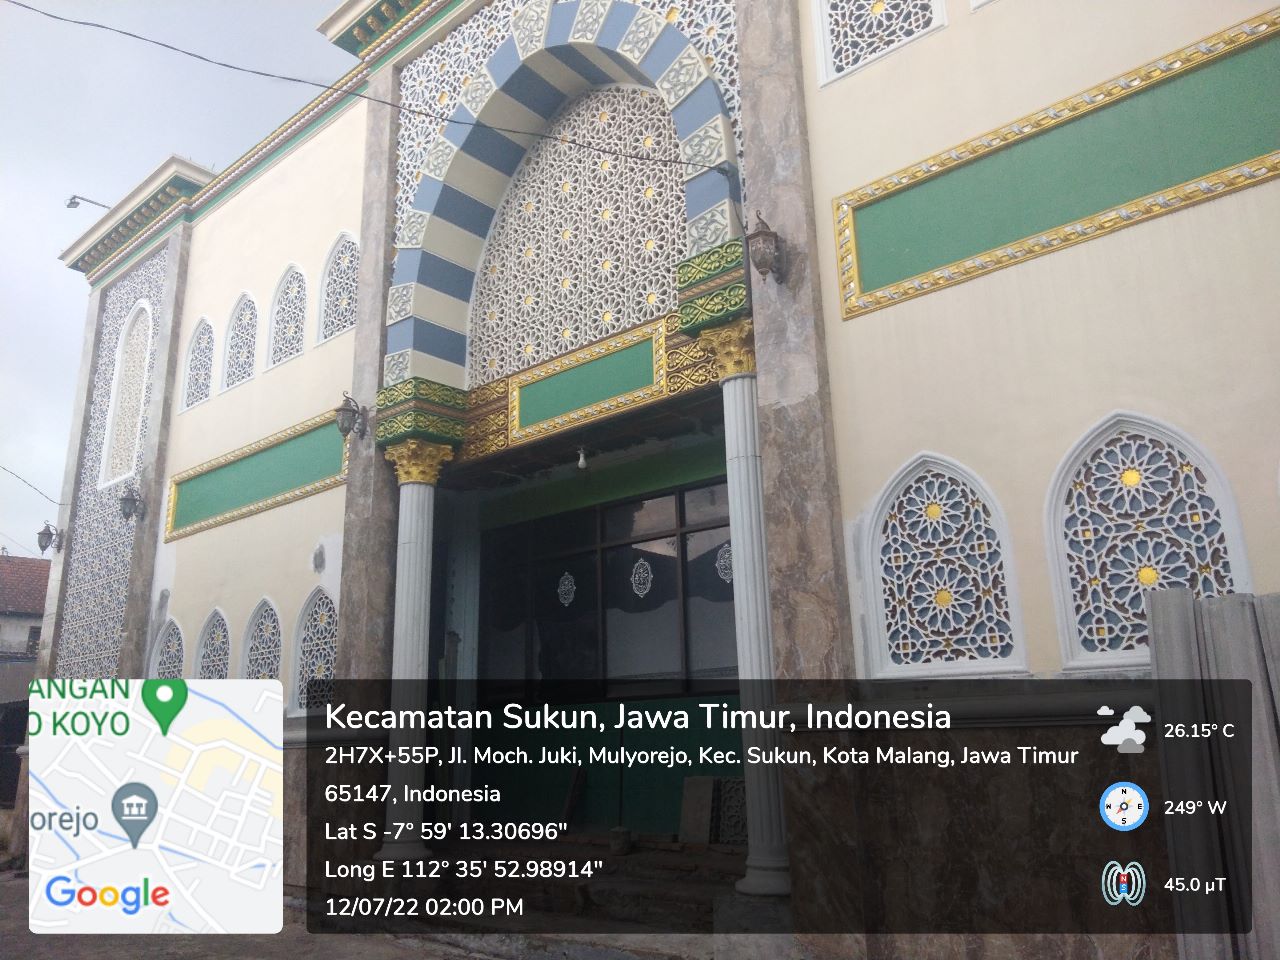 ANGAN
O KOYO
orejo
Google
Kecamatan Sukun, Jawa Timur, Indonesia
2H7X+55P, Jl. Moch. Juki, Mulyorejo, Kec. Sukun, Kota Malang, Jawa Timur
65147, Indonesia
Lat S -7° 59' 13.30696"
Long E 112° 35' 52.98914"
12/07/22 02:00 PM
26.15° C
N
W E
S
249° W
N
S
45.0 µT